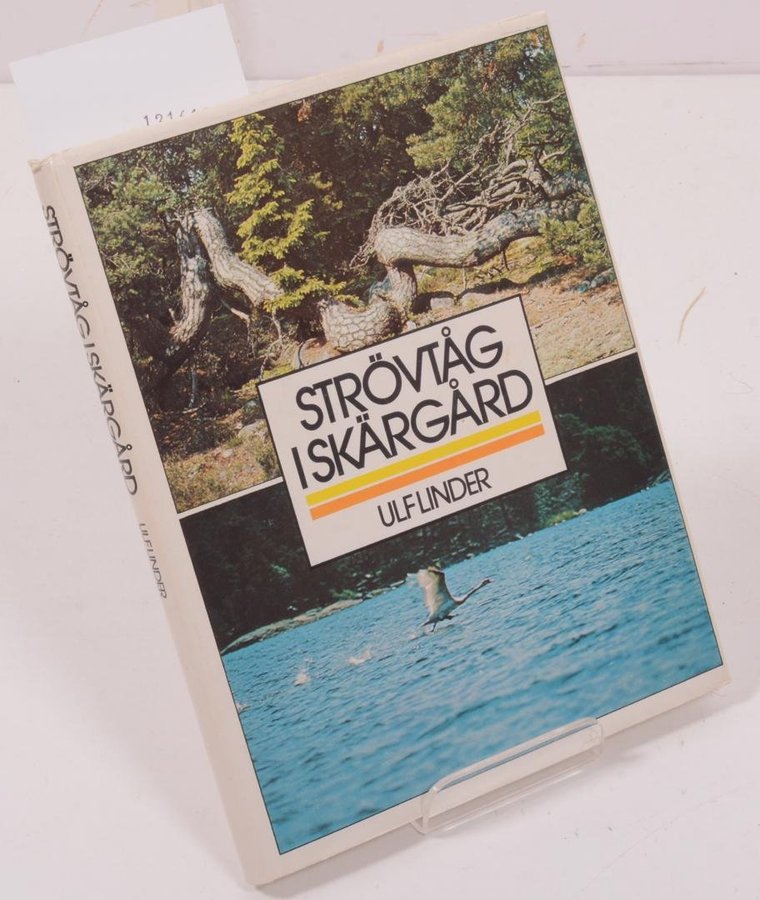 STRÖVTÅG
I SKÄRGÅRD
ULF LINDER
STRÖVTÅG I SKÄRGÅRD ULF LINDER